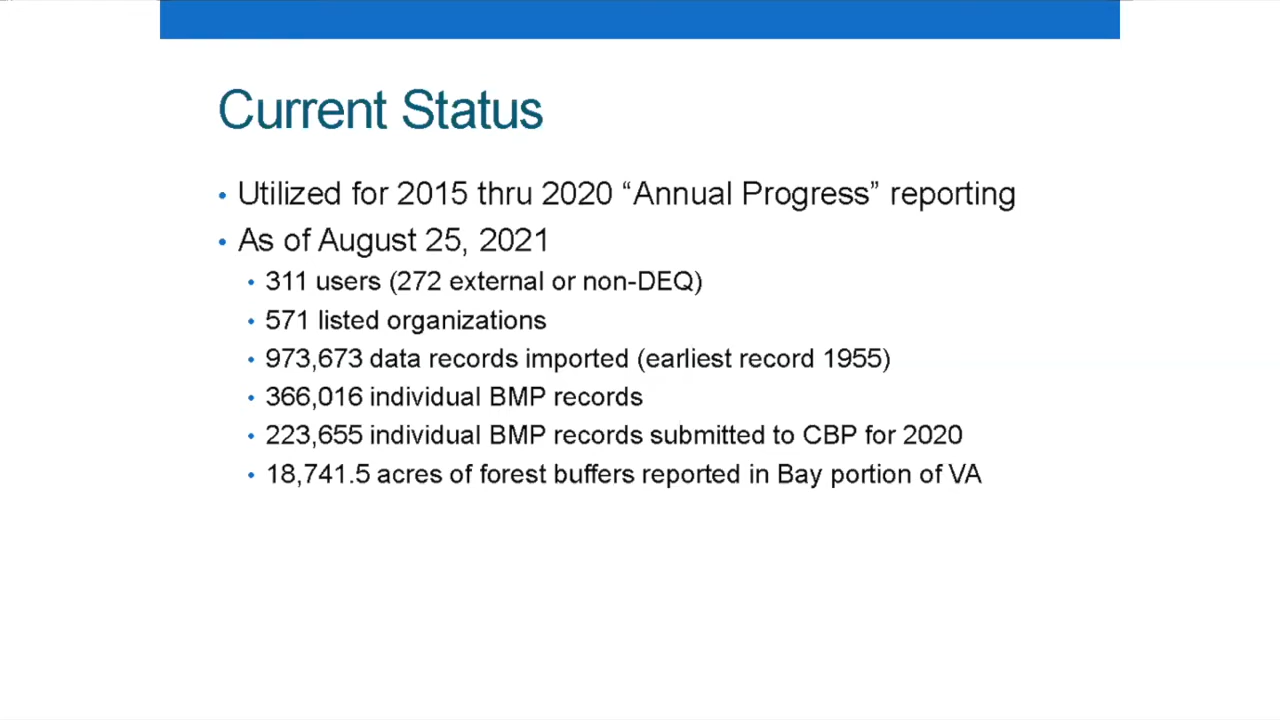 Current Status
• Utilized for 2015 thru 2020 “Annual Progress” reporting
• As of August 25, 2021
• 311 users (272 external or non-DEQ)
• 571 listed organizations
• 973,673 data records imported (earliest record 1955)
• 366,016 individual BMP records
• 223,655 individual BMP records submitted to CBP for 2020
• 18,741.5 acres of forest buffers reported in Bay portion of VA